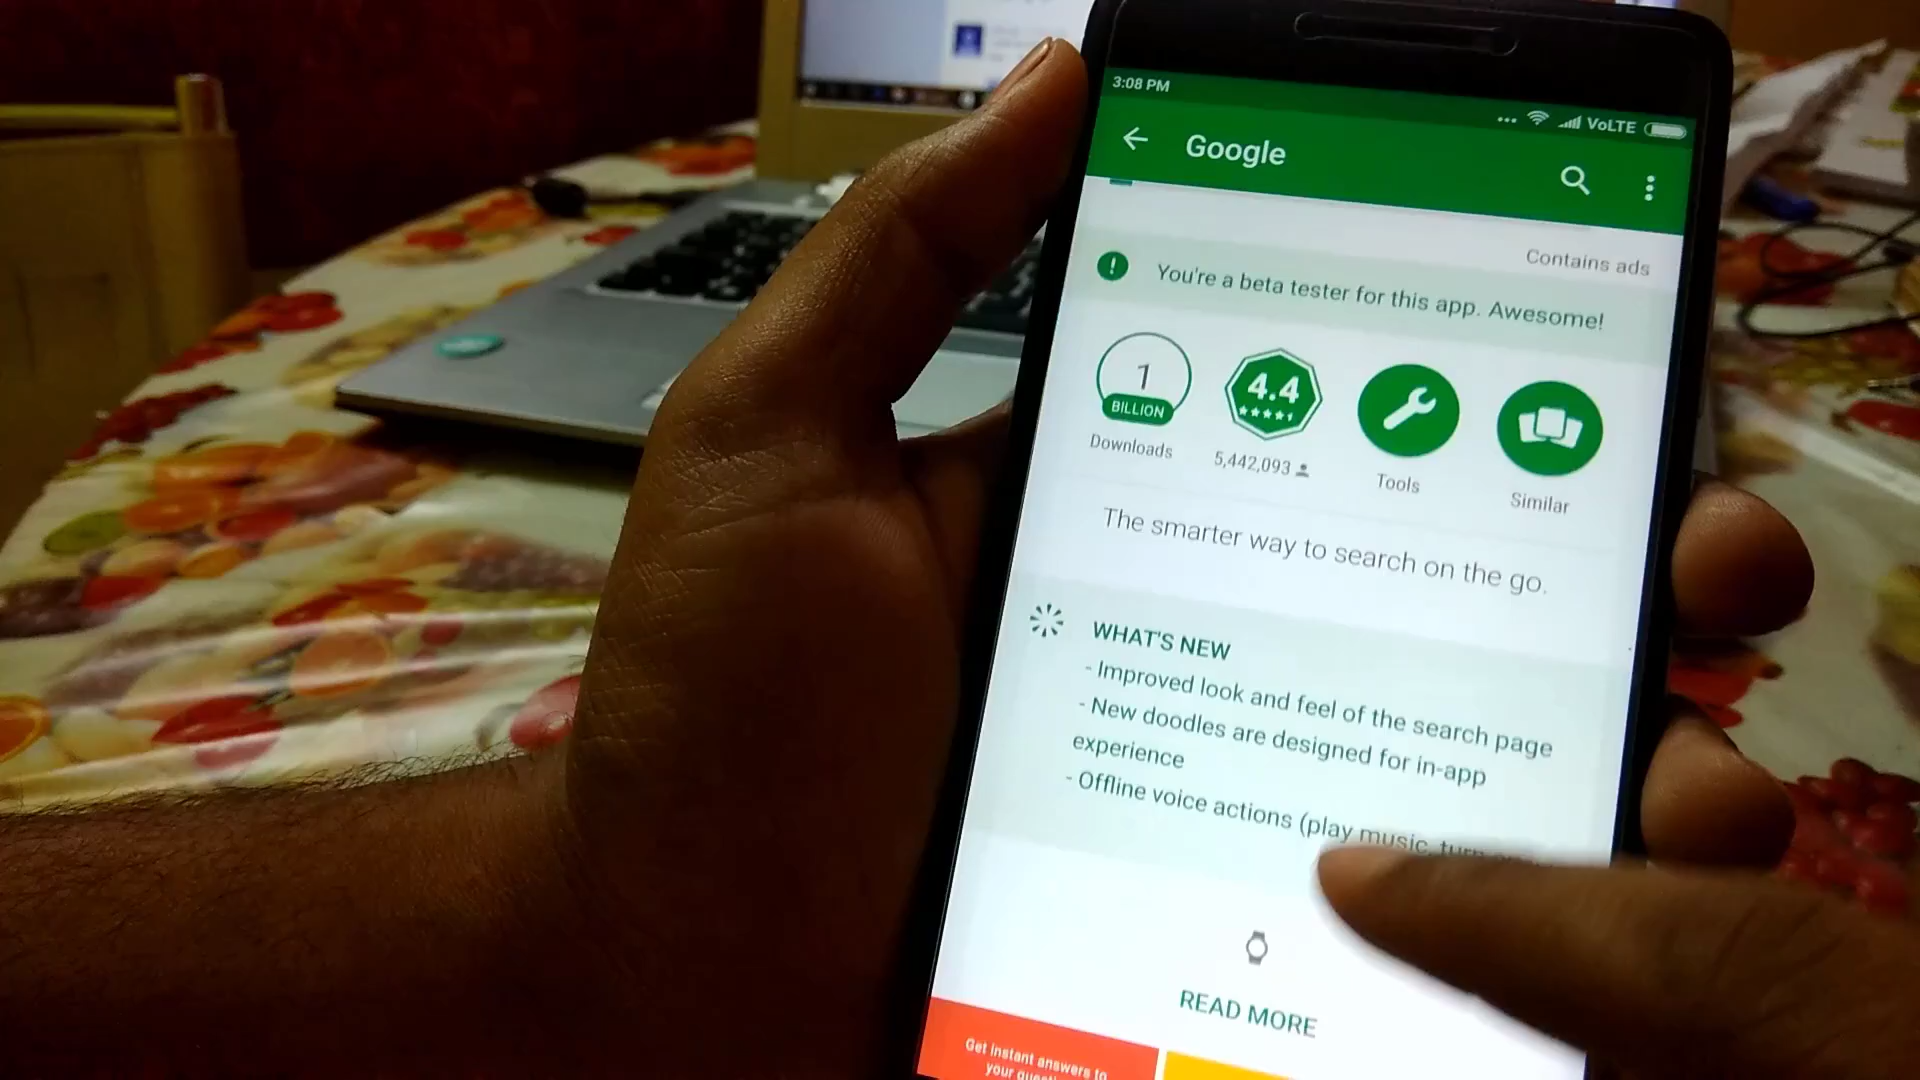 3:08 PM
VoLTE
Google
Contains ads
You're a beta tester for this app. Awesome!
1
BILLION
Downloads
4.4
5,442,093
Tools
Similar
The smarter way to search on the go.
WHAT'S NEW
- Improved look and feel of the search page
- New doodles are designed for in-app
experience
- Offline voice actions (play music, turn
READ MORE
Get instant answers to
your